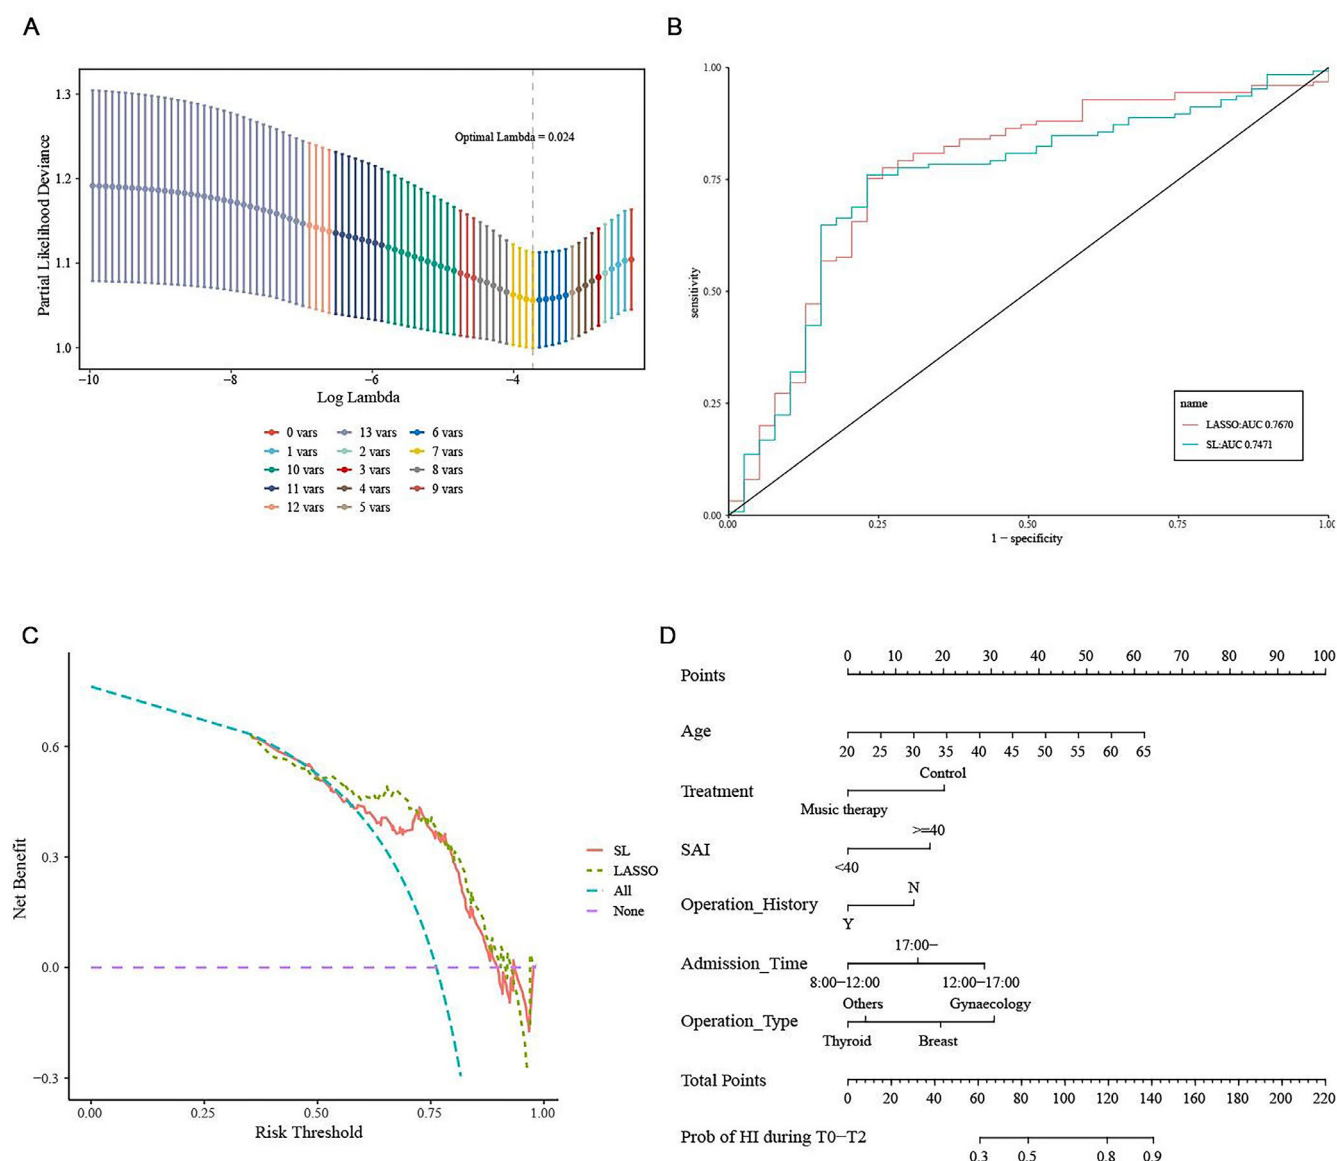 A
1.3
1.2
1.1
1.0
Partial Likelihood Deviance
Optimal Lambda = 0.024
−10 −8 −6 −4
Log Lambda
0 vars 13 vars 6 vars
1 vars 2 vars 7 vars
10 vars 3 vars 8 vars
11 vars 4 vars 9 vars
12 vars 5 vars
B
1.00
0.75
0.50
0.25
0.00
sensitivity
name
LASSO:AUC 0.7670
SL:AUC 0.7471
0.00 0.25 0.50 0.75 1.00
1 − specificity
C
0.6
0.3
0.0
−0.3
Net Benefit
SL
LASSO
All
None
0.00 0.25 0.50 0.75 1.00
Risk Threshold
D
0 10 20 30 40 50 60 70 80 90 100
Points
Age
20 25 30 35 40 45 50 55 60 65
Control
Treatment
Music therapy
>=40
SAI
<40
N
Operation_History
Y
17:00−
Admission_Time
8:00−12:00 12:00−17:00
Others Gynaecology
Operation_Type
Thyroid Breast
Total Points
0 20 40 60 80 100 120 140 160 180 200 220
Prob of HI during T0−T2
0.3 0.5 0.8 0.9